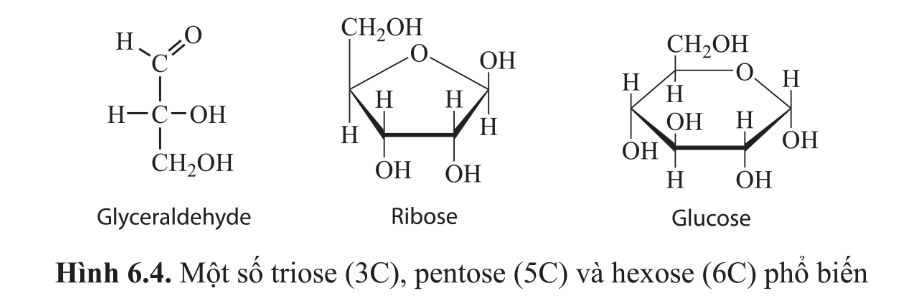 H
O
C
H
C
OH
CH₂OH
Glyceraldehyde
CH₂OH
O
OH
H
H
H
H
OH
OH
Ribose
CH₂OH
H
O
H
H
OH
H
OH
OH
H
OH
Glucose
Hình 6.4. Một số triose (3C), pentose (5C) và hexose (6C) phổ biến